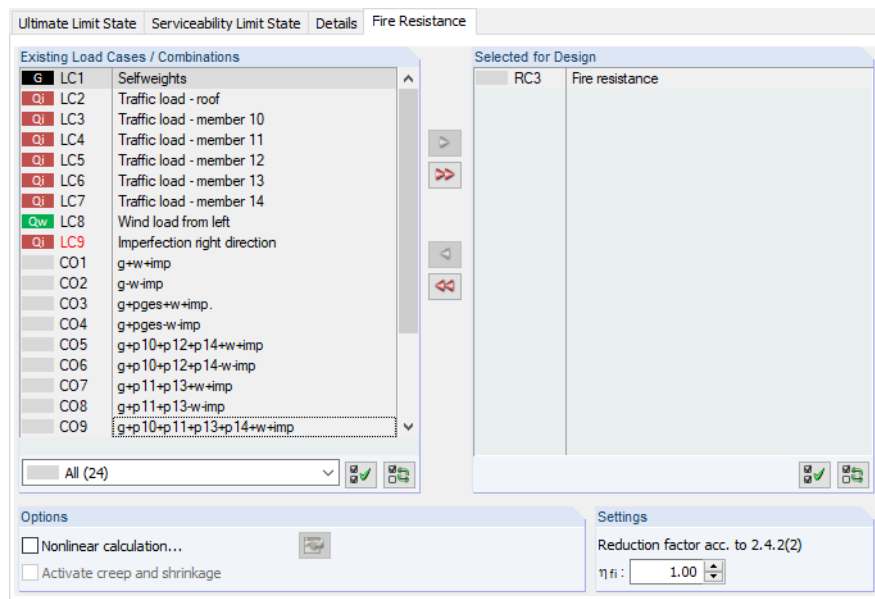 Ultimate Limit State Serviceability Limit State Details Fire Resistance
Existing Load Cases / Combinations
G LC1 Selfweights
Qi LC2 Traffic load - roof
Qi LC3 Traffic load - member 10
Qi LC4 Traffic load - member 11
Qi LC5 Traffic load - member 12
Qi LC6 Traffic load - member 13
Qi LC7 Traffic load - member 14
Qw LC8 Wind load from left
Qi LC9 Imperfection right direction
CO1 g+w+imp
CO2 g-w-imp
CO3 g+pges+w+imp.
CO4 g+pges-w-imp
CO5 g+p10+p12+p14+w+imp
CO6 g+p10+p12+p14-w-imp
CO7 g+p11+p13+w+imp
CO8 g+p11+p13-w-imp
CO9 g+p10+p11+p13+p14+w+imp
All (24)
Selected for Design
RC3 Fire resistance
Options
Nonlinear calculation...
Activate creep and shrinkage
Settings
Reduction factor acc. to 2.4.2(2)
η fi : 1.00